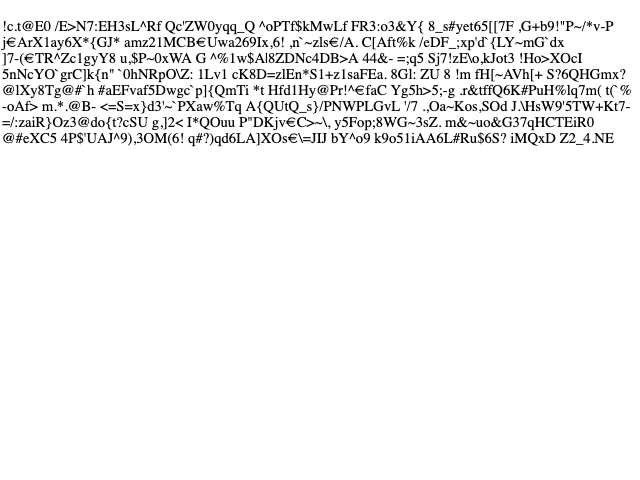 !c.t@E0 /E>N7:EH3sL^Rf Qc'ZW0yqq_Q ^oPTf$kMwLf FR3:o3&Y{ 8_s#yet65[[7F ,G+b9!"P~/*v-P
j€ArX1ay6X*{GJ* amz21MCB€Uwa269Ix,6! ,n`~zls€/A. C[Aft%k /eDF_;xp'd`{LY~mG`dx
]7-(€TR^Zc1gyY8 u,$P~0xWA G ^%1w$Al8ZDNc4DB>A 44&- =;q5 Sj7!zE\o,kJot3 !Ho>XOcI
5nNcYO`grC]k{n" `0hNRpO\Z: 1Lv1 cK8D=zlEn*S1+z1saFEa. 8Gl: ZU 8 !m fH[~AVh[+ S?6QHGmx?
@lXy8Tg@#`h #aEFvaf5Dwgc`p]{QmTi *t Hfd1Hy@Pr!^€faC Yg5h>5;-g .r&tffQ6K#PuH%lq7m( t(`%
-oAf> m.*.@B- <=S=x}d3'~`PXaw%Tq A{QUtQ_s}/PNWPLGvL '/7 .,Oa~Kos,SOd J.\HsW9'5TW+Kt7-
=/:zaiR}Oz3@do{t?cSU g,]2< I*QOuu P"DKjv€C>~\, y5Fop;8WG~3sZ. m&~uo&G37qHCTEiR0
@#eXC5 4P$'UAJ^9),3OM(6! q#?)qd6LA]XOs€\=JIJ bY^o9 k9o51iAA6L#Ru$6S? iMQxD Z2_4.NE